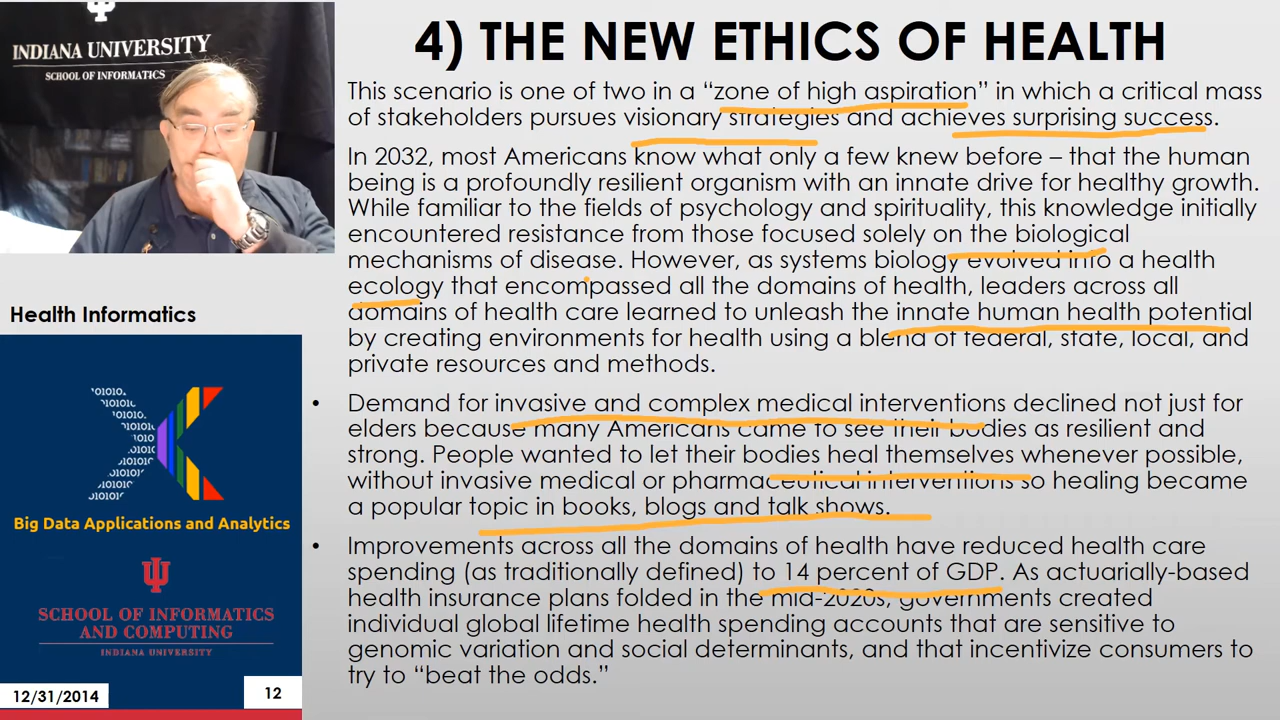 INDIANA UNIVERSITY
SCHOOL OF INFORMATICS
4) THE NEW ETHICS OF HEALTH
This scenario is one of two in a “zone of high aspiration” in which a critical mass
of stakeholders pursues visionary strategies and achieves surprising success.
In 2032, most Americans know what only a few knew before – that the human
being is a profoundly resilient organism with an innate drive for healthy growth.
While familiar to the fields of psychology and spirituality, this knowledge initially
encountered resistance from those focused solely on the biological
mechanisms of disease. However, as systems biology evolved into a health
ecology that encompassed all the domains of health, leaders across all
domains of health care learned to unleash the innate human health potential
by creating environments for health using a blend of federal, state, local, and
private resources and methods.
• Demand for invasive and complex medical interventions declined not just for
elders because many Americans came to see their bodies as resilient and
strong. People wanted to let their bodies heal themselves whenever possible,
without invasive medical or pharmaceutical interventions so healing became
a popular topic in books, blogs and talk shows.
• Improvements across all the domains of health have reduced health care
spending (as traditionally defined) to 14 percent of GDP. As actuarially-based
health insurance plans folded in the mid-2020s, governments created
individual global lifetime health spending accounts that are sensitive to
genomic variation and social determinants, and that incentivize consumers to
try to “beat the odds.”
Health Informatics
Big Data Applications and Analytics
SCHOOL OF INFORMATICS
AND COMPUTING
INDIANA UNIVERSITY
12/31/2014
12